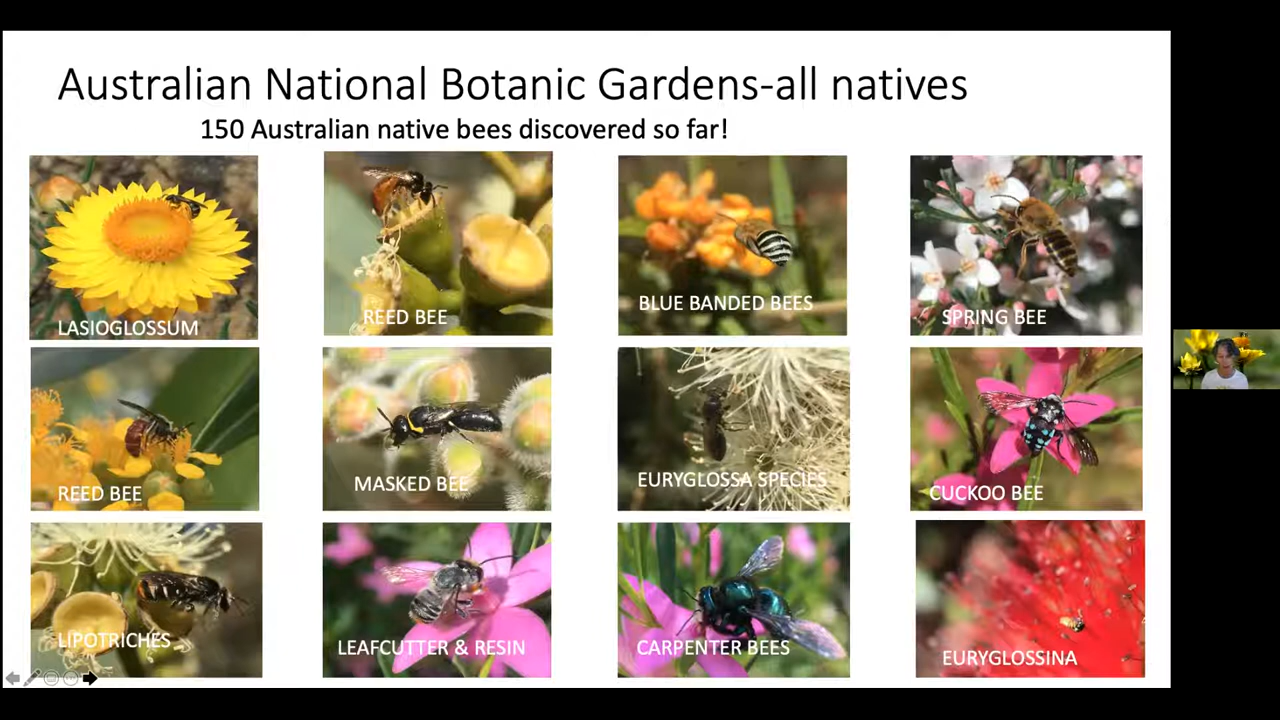 Australian National Botanic Gardens-all natives
150 Australian native bees discovered so far!
LASIOGLOSSUM
REED BEE
BLUE BANDED BEES
SPRING BEE
REED BEE
MASKED BEE
EURYGLOSSA SPECIES
CUCKOO BEE
LIPOTRICHES
LEAFCUTTER & RESIN
CARPENTER BEES
EURYGLOSSINA